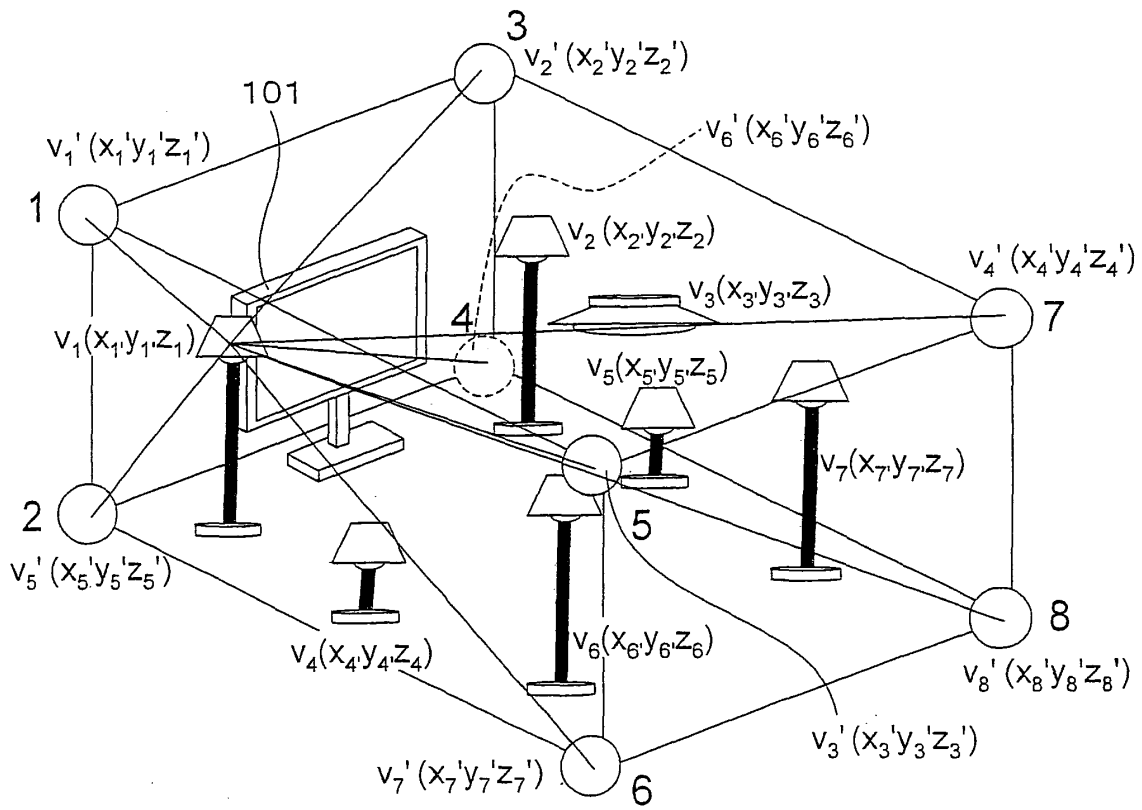 3
v₂' (x₂'y₂'z₂')
101
v₆' (x₆'y₆'z₆')
v₁' (x₁'y₁'z₁')
1
v₂ (x₂,y₂,z₂)
v₄' (x₄'y₄'z₄')
v₃ (x₃,y₃,z₃)
4
7
v₁(x₁,y₁,z₁)
v₅(x₅,y₅,z₅)
v₇(x₇,y₇,z₇)
2
5
v₅' (x₅'y₅'z₅')
8
v₆(x₆,y₆,z₆)
v₄(x₄,y₄,z₄)
v₈' (x₈'y₈'z₈')
v₃' (x₃'y₃'z₃')
v₇' (x₇'y₇'z₇')
6